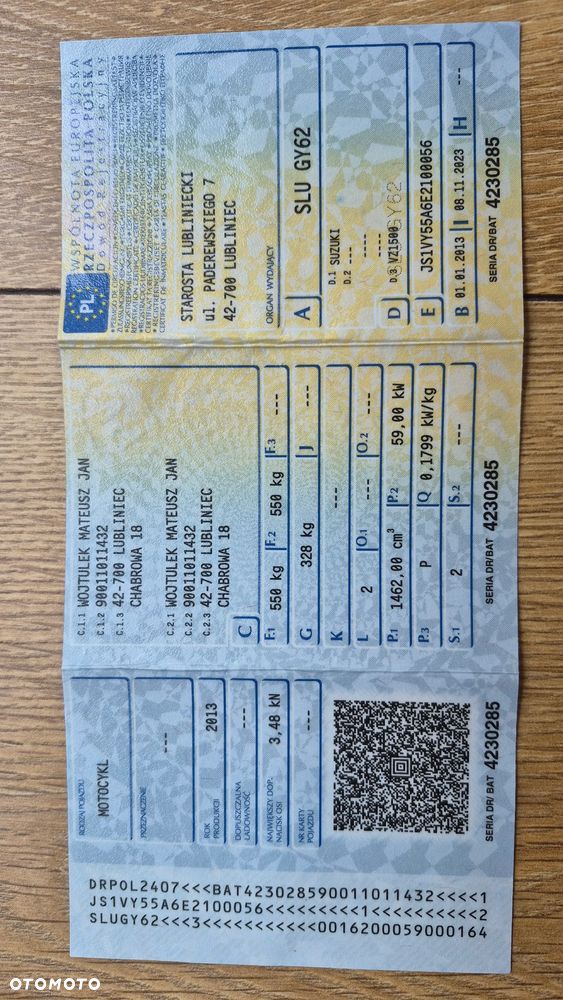 PL
WSPÓLNOTA EUROPEJSKA
RZECZPOSPOLITA POLSKA
Dowód Rejestracyjny
STAROSTA LUBLINIECKI
ul. PADEREWSKIEGO 7
42-700 LUBLINIEC
ORGAN WYDAJĄCY
A SLU GY62
D.1 SUZUKI
D.2 ---
----
----
D D.3 VZ1500
GY62
E JS1VY55A6E2100056
B 01.01.2013 I 08.11.2023 H ---
SERIA DR/BAT 4230285
C.1.1 WOJTULEK MATEUSZ JAN
C.1.2 90011011432
C.1.3 42-700 LUBLINIEC
CHABROWA 18
C.2.1 WOJTULEK MATEUSZ JAN
C.2.2 90011011432
C.2.3 42-700 LUBLINIEC
CHABROWA 18
C
F.1 550 kg F.2 550 kg F.3 ---
G 328 kg J ---
K ---
L 2 O.1 --- O.2 ---
P.1 1462,00 cm³ P.2 59,00 kW
P.3 P Q 0,1799 kW/kg
S.1 2 S.2 ---
SERIA DR/BAT 4230285
RODZAJ POJAZDU
MOTOCYKL
PRZEZNACZENIE
---
ROK PRODUKCJI 2013
DOPUSZCZALNA ŁADOWNOŚĆ ---
NAJWIĘKSZY DOP. NACISK OSI 3,48 kN
NR KARTY POJAZDU ---
SERIA DR/BAT 4230285
DRPOL2407<<<BAT423028590011011432<<<<1
JS1VY55A6E2100056<<<<<<<<<1<<<<<<<<<<2
SLUGY62<<<3<<<<<<<<<<<0016200059000164
OTOMOTO